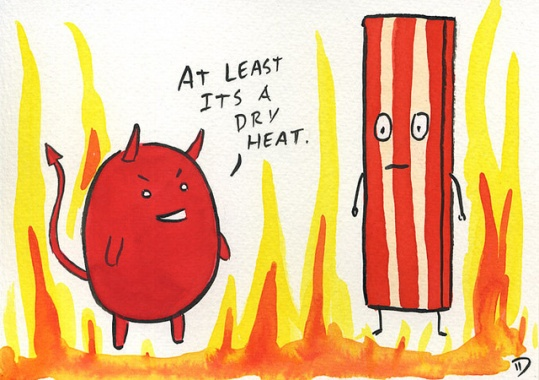 AT LEAST
ITS A
DRY
HEAT.